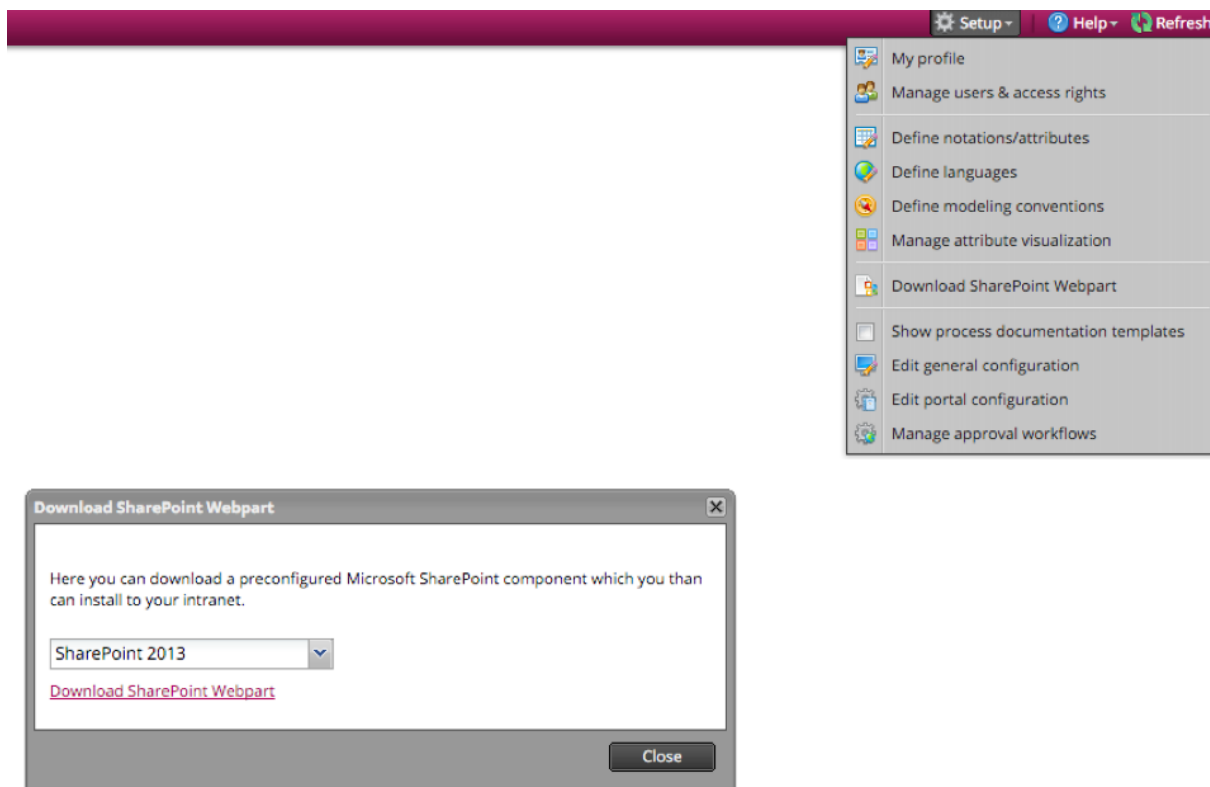 Setup Help Refresh
My profile
Manage users & access rights
Define notations/attributes
Define languages
Define modeling conventions
Manage attribute visualization
Download SharePoint Webpart
Show process documentation templates
Edit general configuration
Edit portal configuration
Manage approval workflows
Download SharePoint Webpart
Here you can download a preconfigured Microsoft SharePoint component which you than
can install to your intranet.
SharePoint 2013
Download SharePoint Webpart
Close